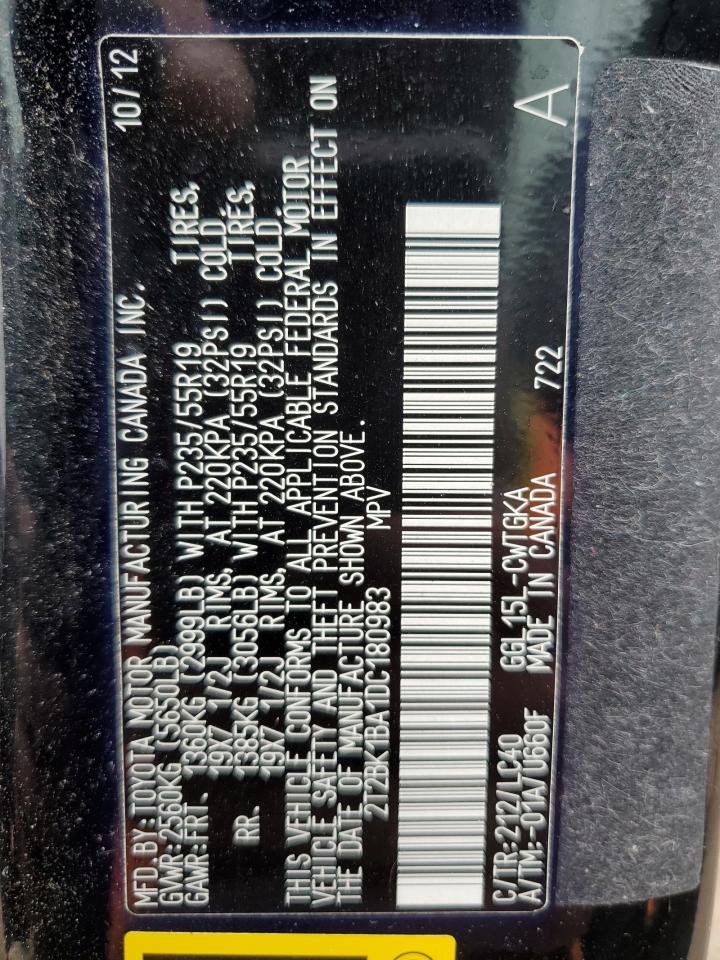 MFD.BY:TOYOTA MOTOR MANUFACTURING CANADA INC. 10/12
GVWR:2560KG (5650LB)
GAWR:FRT. 1360KG (2999LB) WITH P235/55R19 TIRES,
19X7 1/2J RIMS, AT 220KPA (32PSI) COLD.
RR. 1385KG (3056LB) WITH P235/55R19 TIRES,
19X7 1/2J RIMS, AT 220KPA (32PSI) COLD.
THIS VEHICLE CONFORMS TO ALL APPLICABLE FEDERAL MOTOR
VEHICLE SAFETY AND THEFT PREVENTION STANDARDS IN EFFECT ON
THE DATE OF MANUFACTURE SHOWN ABOVE.
2T2BK1BA1DC180983 MPV
C/TR:212/LC40 GGL15L-CWTGKA
A/TM:-01A/U660F MADE IN CANADA 722 A